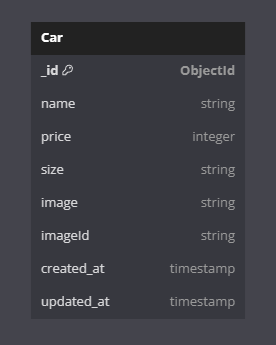 Car
_id ObjectId
name string
price integer
size string
image string
imageId string
created_at timestamp
updated_at timestamp